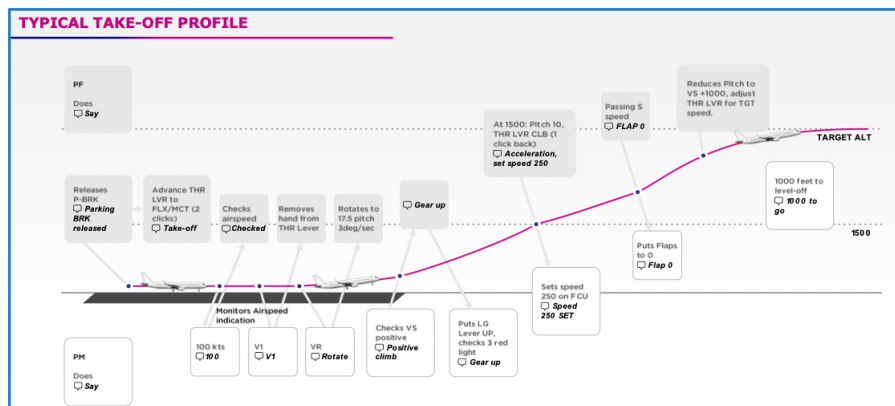 TYPICAL TAKE-OFF PROFILE
PF
Does
Say
Releases
P-BRK
Parking
BRK
released
Advance THR
LVR to
FLX/MCT (2
clicks)
Take-off
Checks
airspeed
Checked
Removes
hand from
THR Lever
Rotates to
17.5 pitch
3deg/sec
Gear up
At 1500: Pitch 10,
THR LVR CLB (1
click back)
Acceleration,
set speed 250
Passing S
speed
FLAP 0
Reduces Pitch to
VS +1000, adjust
THR LVR for TGT
speed.
TARGET ALT
1000 feet to
level-off
1000 to
go
1500
Monitors Airspeed
indication
100 kts
100
V1
V1
VR
Rotate
Checks VS
positive
Positive
climb
Puts LG
Lever UP,
checks 3 red
light
Gear up
Sets speed
250 on FCU
Speed
250 SET
Puts Flaps
to 0
Flap 0
PM
Does
Say